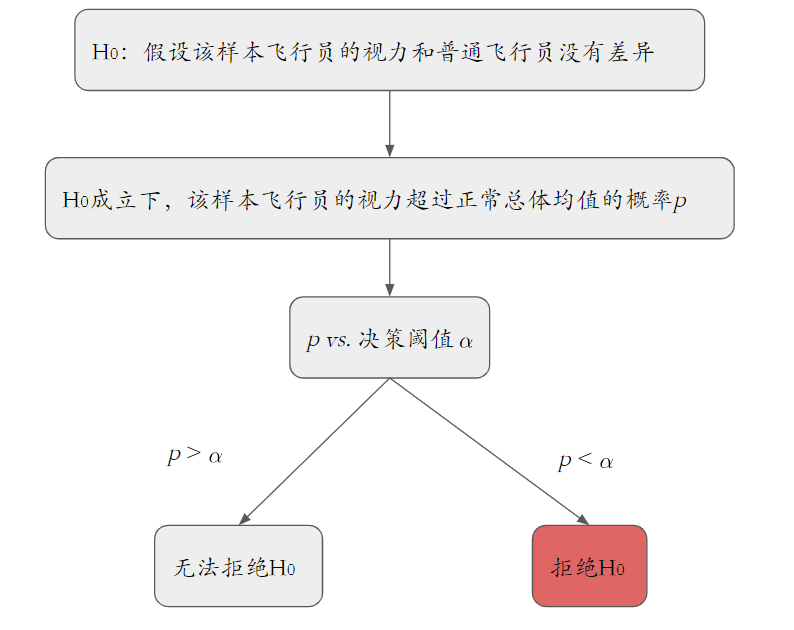 H0：假设该样本飞行员的视力和普通飞行员没有差异
H0成立下，该样本飞行员的视力超过正常总体均值的概率p
p vs. 决策阈值 α
p > α
p < α
无法拒绝H0
拒绝H0